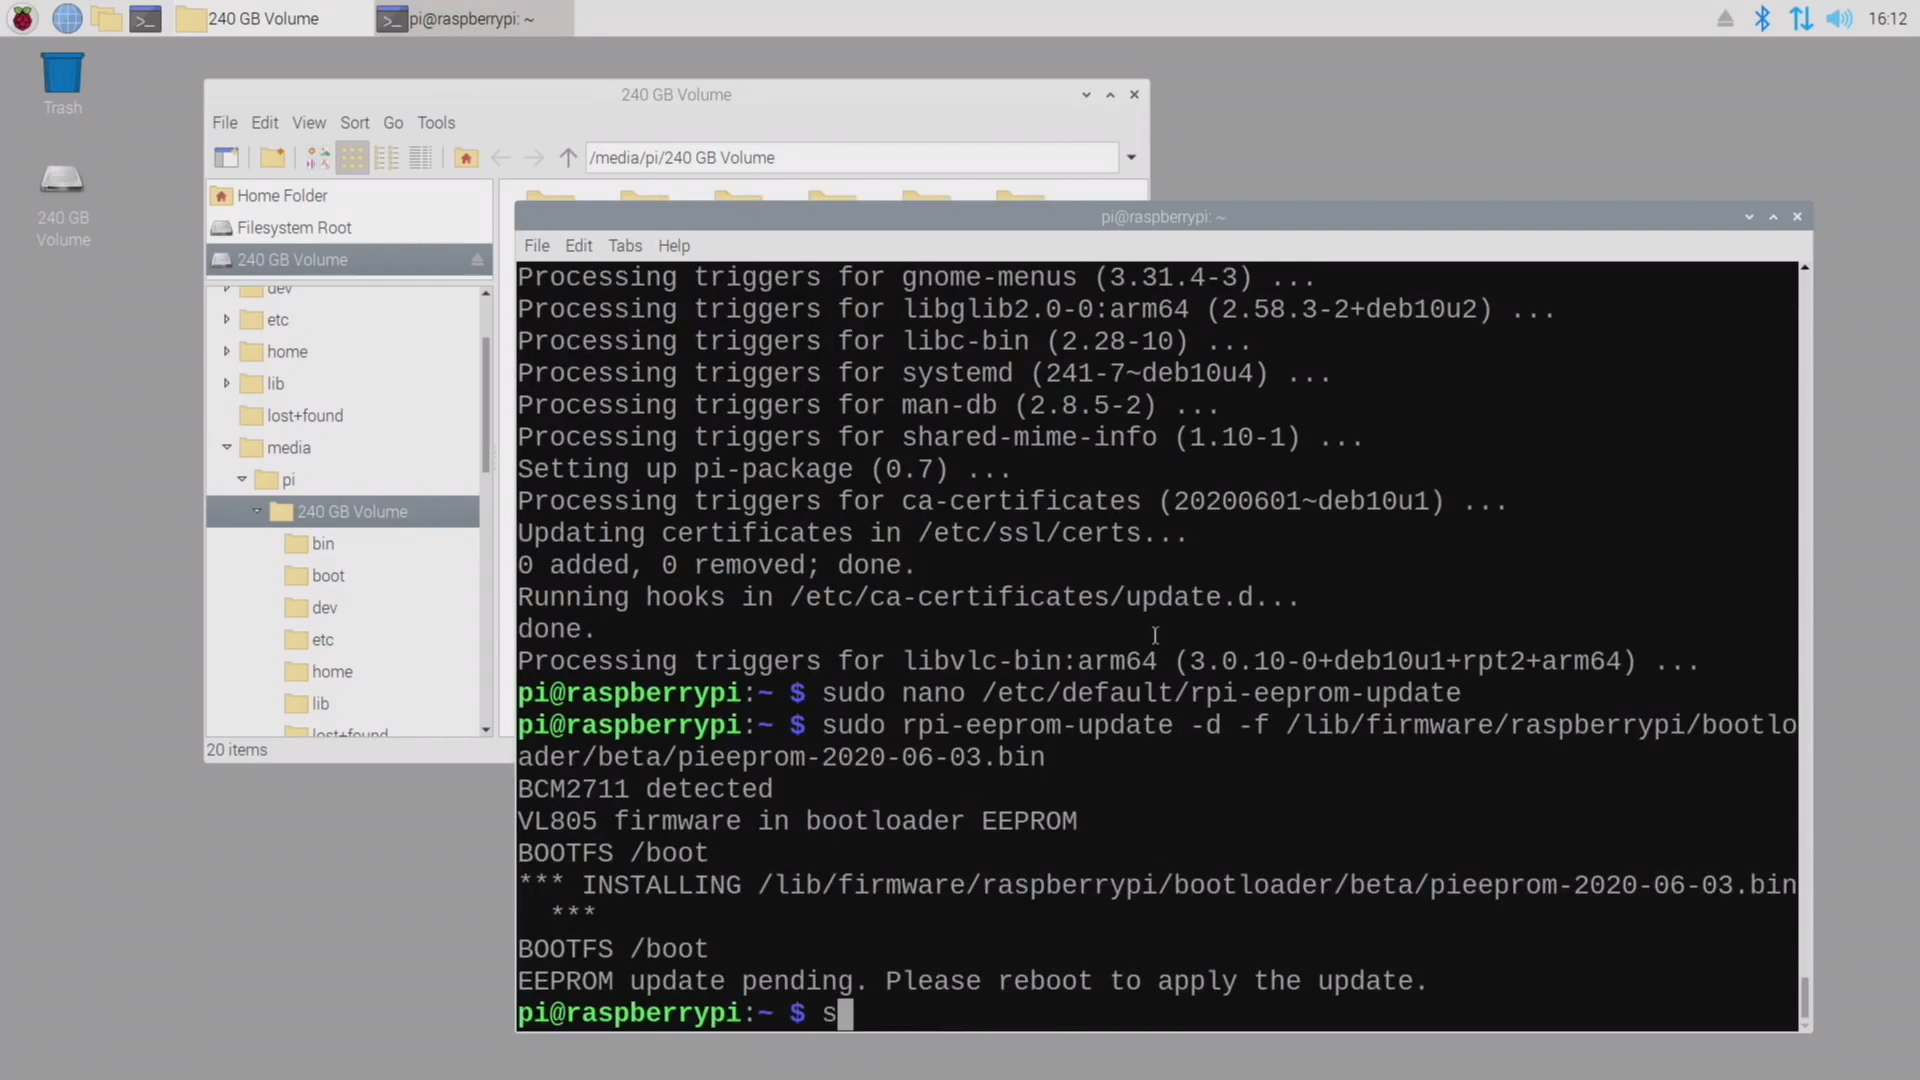 240 GB Volume
pi@raspberrypi: ~
16:12
Trash
240 GB
Volume
240 GB Volume
File Edit View Sort Go Tools
/media/pi/240 GB Volume
Home Folder
Filesystem Root
240 GB Volume
dev
etc
home
lib
lost+found
media
pi
240 GB Volume
bin
boot
dev
etc
home
lib
lost+found
20 items
pi@raspberrypi: ~
File Edit Tabs Help
Processing triggers for gnome-menus (3.31.4-3) ...
Processing triggers for libglib2.0-0:arm64 (2.58.3-2+deb10u2) ...
Processing triggers for libc-bin (2.28-10) ...
Processing triggers for systemd (241-7~deb10u4) ...
Processing triggers for man-db (2.8.5-2) ...
Processing triggers for shared-mime-info (1.10-1) ...
Setting up pi-package (0.7) ...
Processing triggers for ca-certificates (20200601~deb10u1) ...
Updating certificates in /etc/ssl/certs...
0 added, 0 removed; done.
Running hooks in /etc/ca-certificates/update.d...
done.
Processing triggers for libvlc-bin:arm64 (3.0.10-0+deb10u1+rpt2+arm64) ...
pi@raspberrypi:~ $ sudo nano /etc/default/rpi-eeprom-update
pi@raspberrypi:~ $ sudo rpi-eeprom-update -d -f /lib/firmware/raspberrypi/bootlo
ader/beta/pieeprom-2020-06-03.bin
BCM2711 detected
VL805 firmware in bootloader EEPROM
BOOTFS /boot
*** INSTALLING /lib/firmware/raspberrypi/bootloader/beta/pieeprom-2020-06-03.bin
***
BOOTFS /boot
EEPROM update pending. Please reboot to apply the update.
pi@raspberrypi:~ $ s